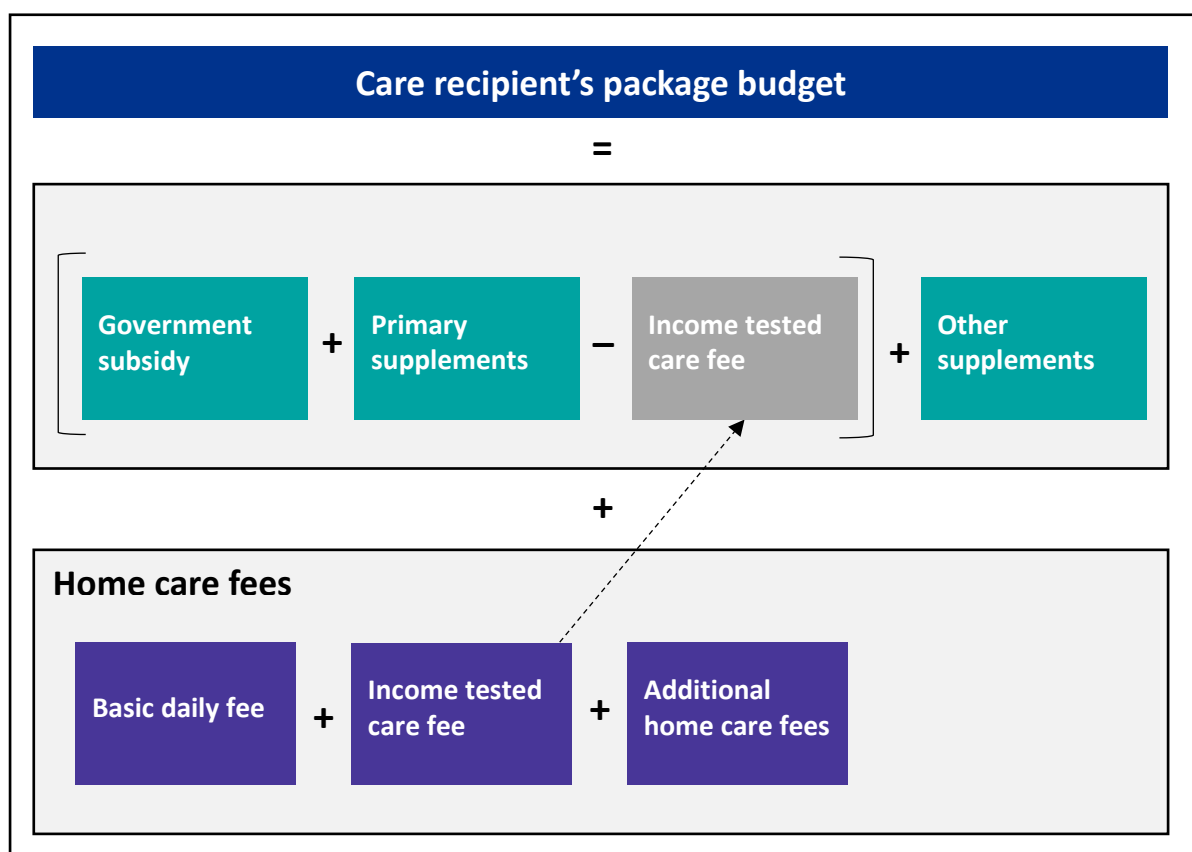 Care recipient’s package budget
=
Government
subsidy
+
Primary
supplements
–
Income tested
care fee
+
Other
supplements
+
Home care fees
Basic daily fee
+
Income tested
care fee
+
Additional
home care fees